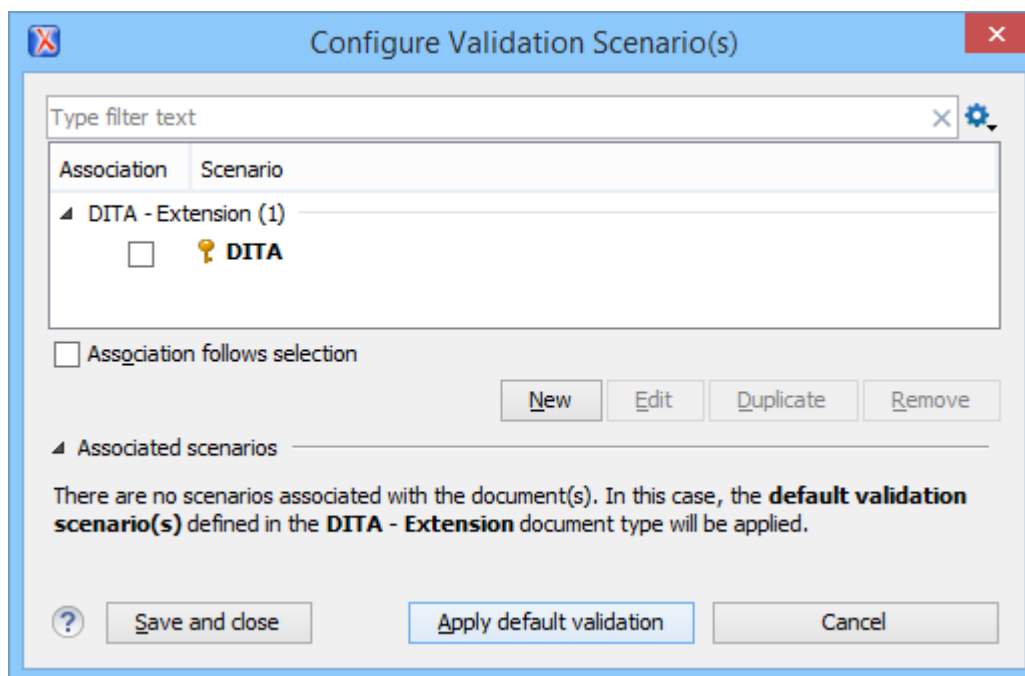 Configure Validation Scenario(s)
Type filter text
Association Scenario
DITA - Extension (1)
DITA
Association follows selection
New Edit Duplicate Remove
Associated scenarios
There are no scenarios associated with the document(s). In this case, the default validation
scenario(s) defined in the DITA - Extension document type will be applied.
? Save and close Apply default validation Cancel